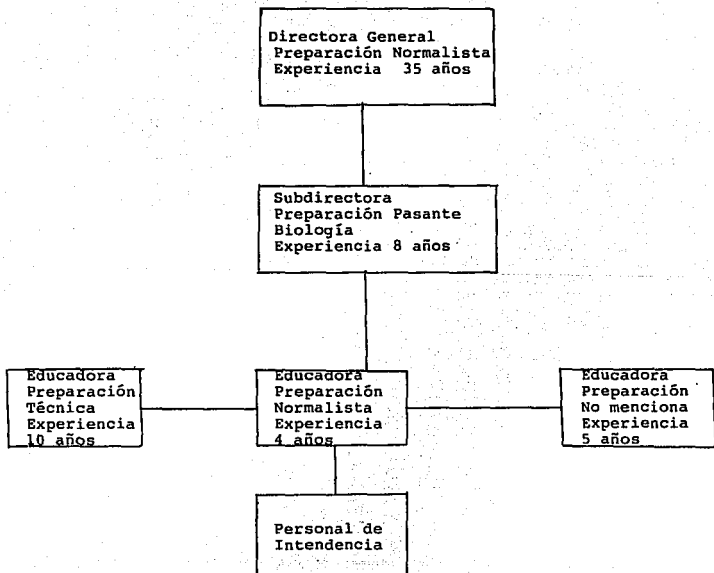 Directora General
Preparación Normalista
Experiencia 35 años
Subdirectora
Preparación Pasante
Biología
Experiencia 8 años
Educadora
Preparación
Técnica
Experiencia
10 años
Educadora
Preparación
Normalista
Experiencia
4 años
Educadora
Preparación
No menciona
Experiencia
5 años
Personal de
Intendencia